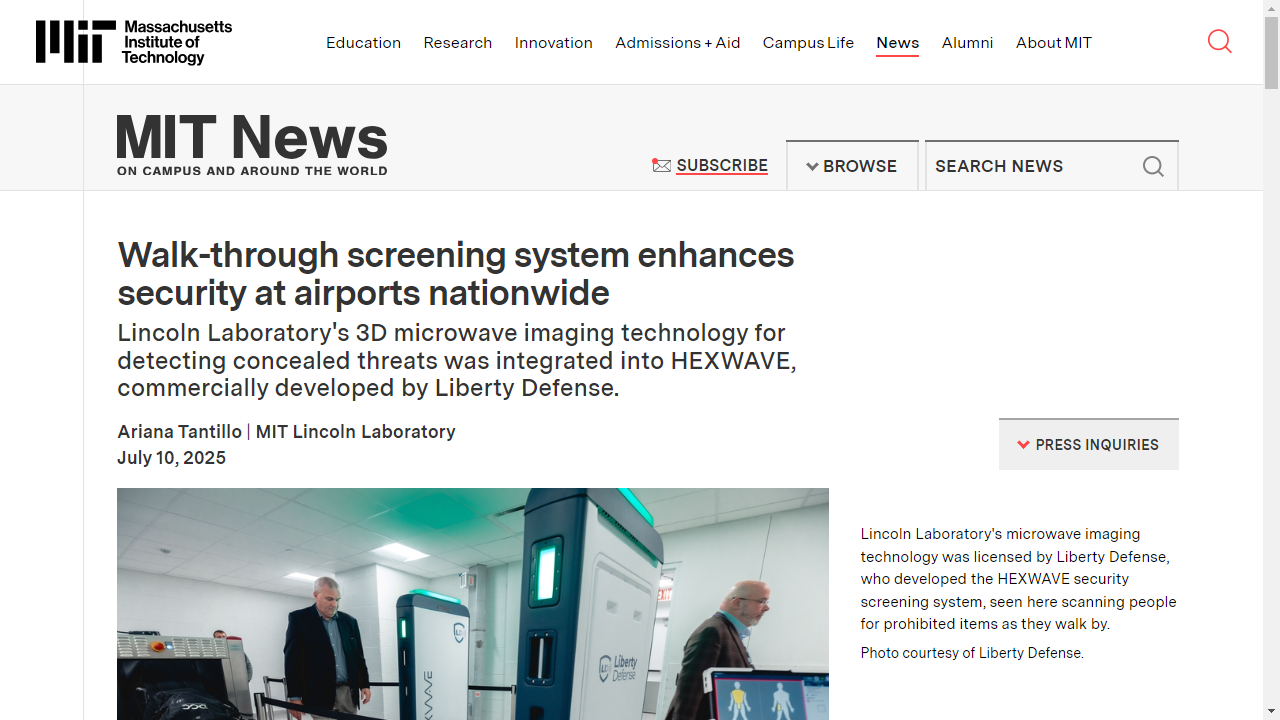 Massachusetts
Institute of
Technology
Education Research Innovation Admissions + Aid Campus Life News Alumni About MIT
MIT News
ON CAMPUS AND AROUND THE WORLD
SUBSCRIBE
BROWSE
SEARCH NEWS
Walk-through screening system enhances
security at airports nationwide
Lincoln Laboratory's 3D microwave imaging technology for
detecting concealed threats was integrated into HEXWAVE,
commercially developed by Liberty Defense.
Ariana Tantillo | MIT Lincoln Laboratory
July 10, 2025
PRESS INQUIRIES
EXIT
Liberty
Defense
Lincoln Laboratory's microwave imaging
technology was licensed by Liberty Defense,
who developed the HEXWAVE security
screening system, seen here scanning people
for prohibited items as they walk by.
Photo courtesy of Liberty Defense.